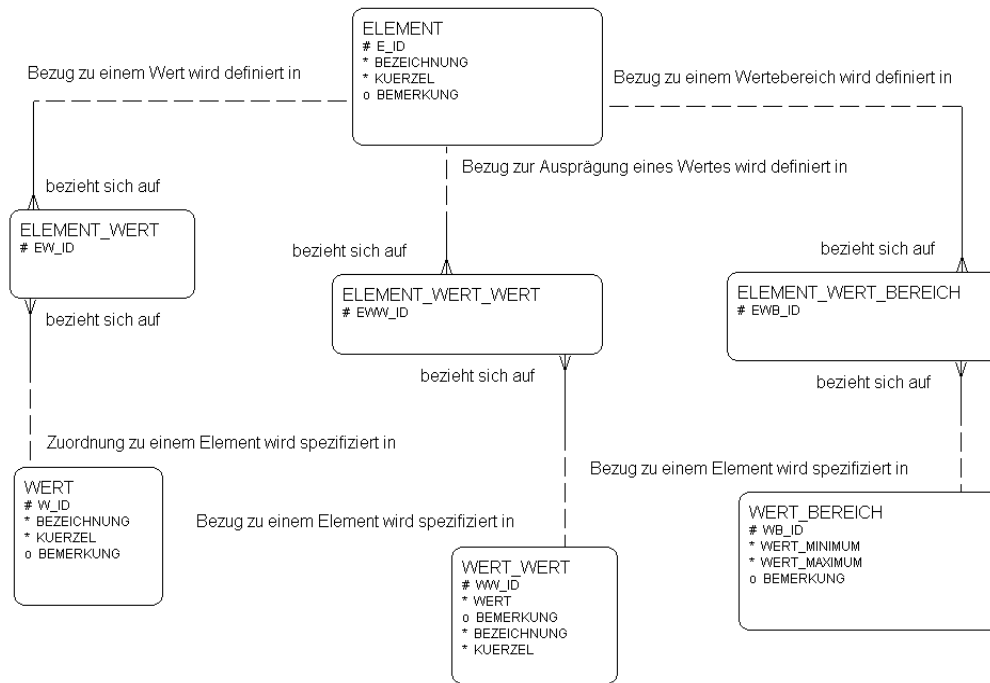 ELEMENT
# E_ID
* BEZEICHNUNG
* KUERZEL
o BEMERKUNG
Bezug zu einem Wert wird definiert in
Bezug zu einem Wertebereich wird definiert in
Bezug zur Ausprägung eines Wertes wird definiert in
bezieht sich auf
ELEMENT_WERT
# EW_ID
bezieht sich auf
bezieht sich auf
ELEMENT_WERT_WERT
# EWW_ID
bezieht sich auf
bezieht sich auf
ELEMENT_WERT_BEREICH
# EWB_ID
bezieht sich auf
Zuordnung zu einem Element wird spezifiziert in
WERT
# W_ID
* BEZEICHNUNG
* KUERZEL
o BEMERKUNG
Bezug zu einem Element wird spezifiziert in
WERT_WERT
# WW_ID
* WERT
o BEMERKUNG
* BEZEICHNUNG
* KUERZEL
Bezug zu einem Element wird spezifiziert in
WERT_BEREICH
# WB_ID
* WERT_MINIMUM
* WERT_MAXIMUM
o BEMERKUNG